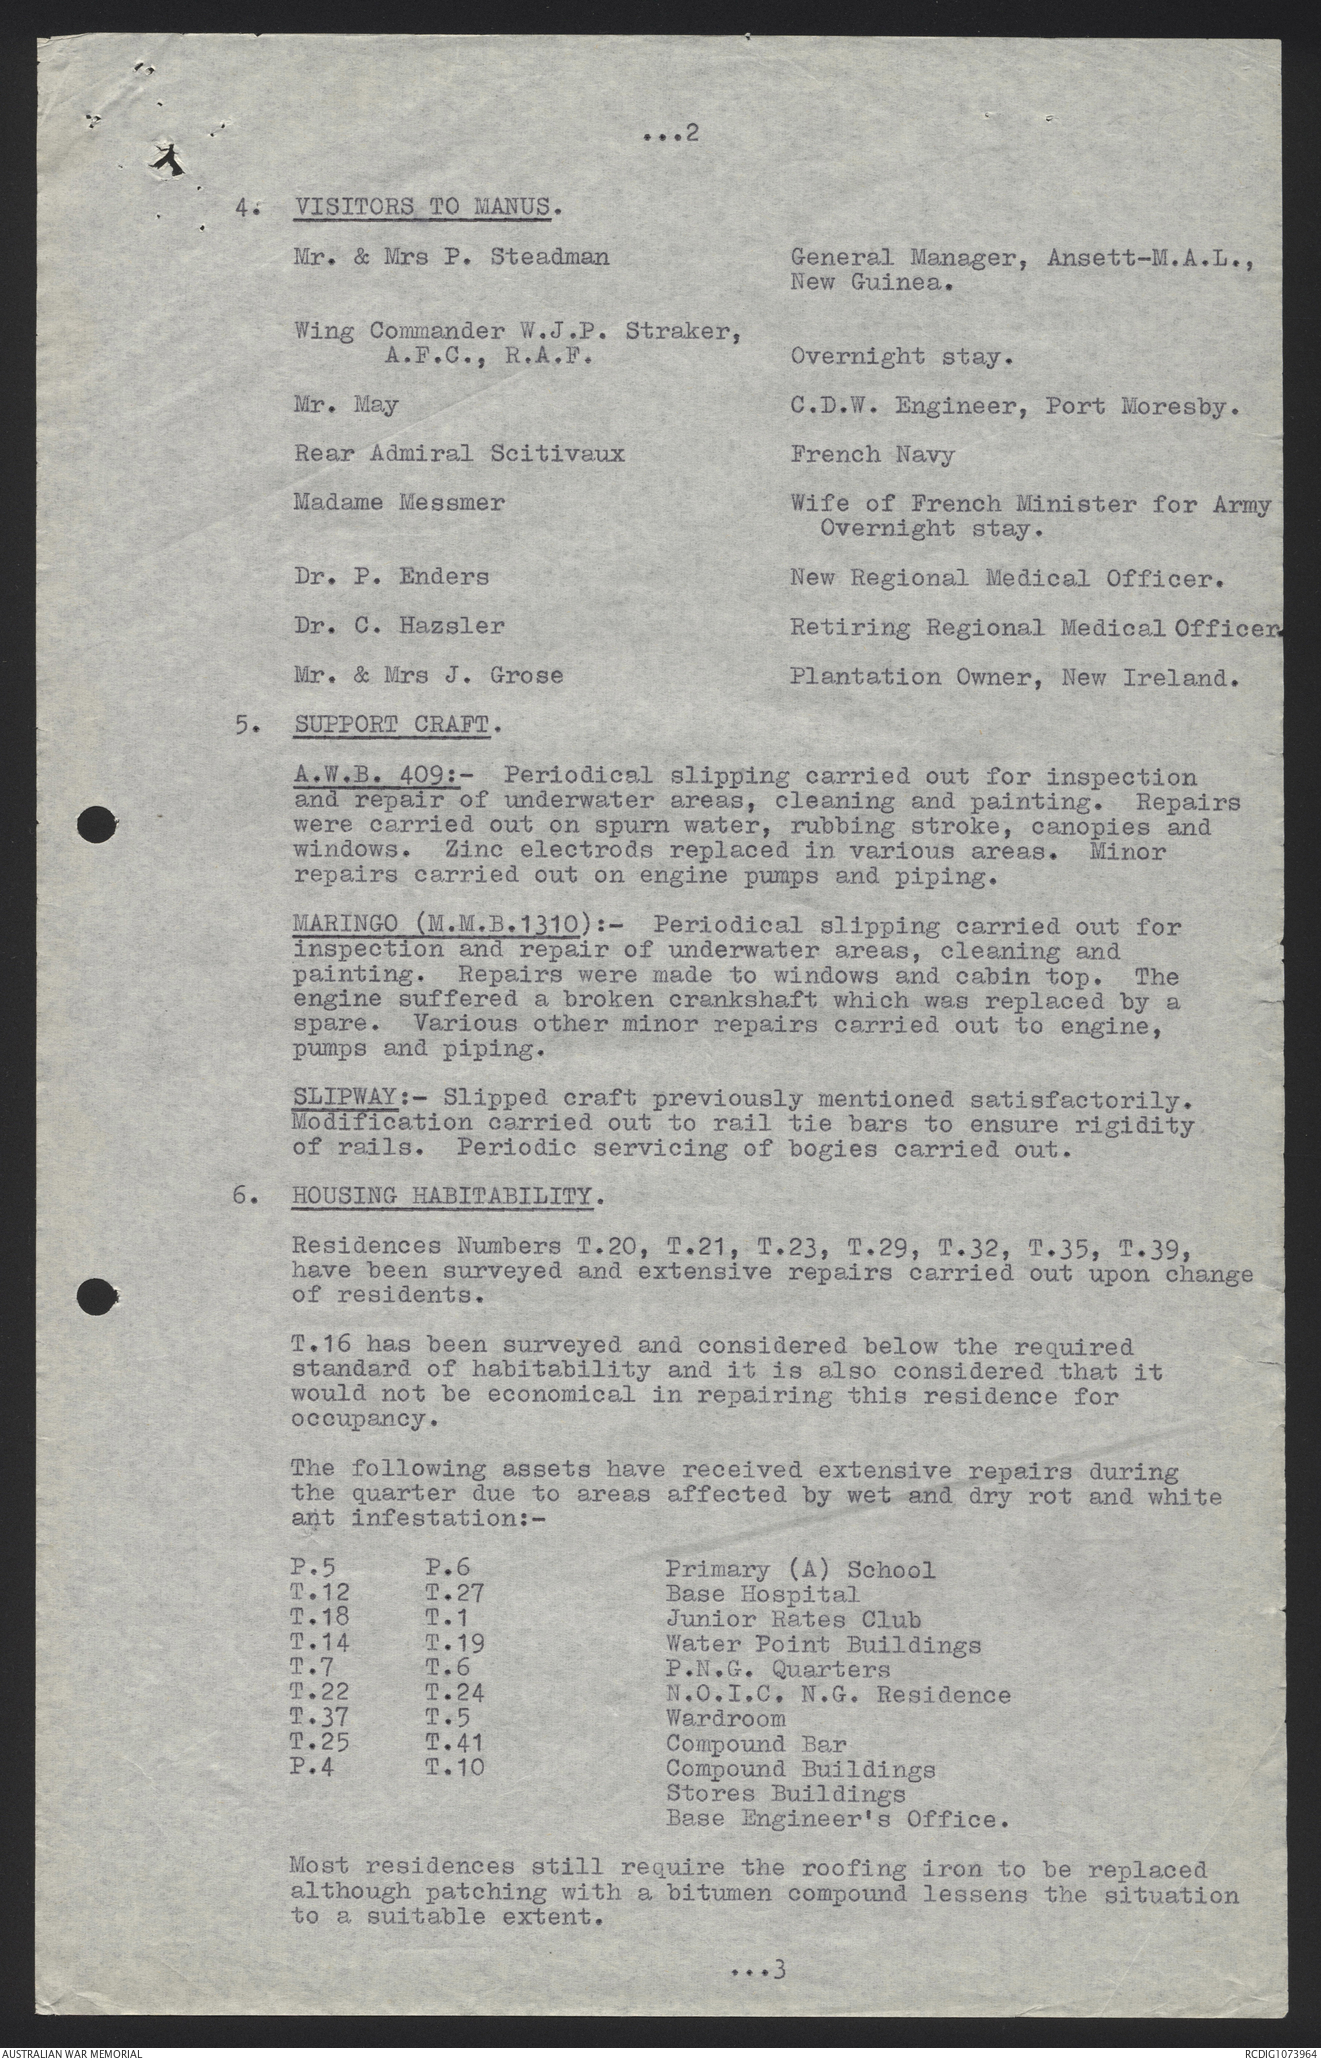 ...2
4. VISITORS TO MANUS.
Mr. & Mrs P. Steadman General Manager, Ansett-M.A.L.,
New Guinea.
Wing Commander W.J.P. Straker,
A.F.C., R.A.F. Overnight stay.
Mr. May C.D.W. Engineer, Port Moresby.
Rear Admiral Scitivaux French Navy
Madame Messmer Wife of French Minister for Army
Overnight stay.
Dr. P. Enders New Regional Medical Officer.
Dr. C. Hazsler Retiring Regional Medical Officer.
Mr. & Mrs J. Grose Plantation Owner, New Ireland.
5. SUPPORT CRAFT.
A.W.B. 409:- Periodical slipping carried out for inspection
and repair of underwater areas, cleaning and painting. Repairs
were carried out on spurn water, rubbing stroke, canopies and
windows. Zinc electrods replaced in various areas. Minor
repairs carried out on engine pumps and piping.
MARINGO (M.M.B.1310):- Periodical slipping carried out for
inspection and repair of underwater areas, cleaning and
painting. Repairs were made to windows and cabin top. The
engine suffered a broken crankshaft which was replaced by a
spare. Various other minor repairs carried out to engine,
pumps and piping.
SLIPWAY:- Slipped craft previously mentioned satisfactorily.
Modification carried out to rail tie bars to ensure rigidity
of rails. Periodic servicing of bogies carried out.
6. HOUSING HABITABILITY.
Residences Numbers T.20, T.21, T.23, T.29, T.32, T.35, T.39,
have been surveyed and extensive repairs carried out upon change
of residents.
T.16 has been surveyed and considered below the required
standard of habitability and it is also considered that it
would not be economical in repairing this residence for
occupancy.
The following assets have received extensive repairs during
the quarter due to areas affected by wet and dry rot and white
ant infestation:-
P.5 P.6 Primary (A) School
T.12 T.27 Base Hospital
T.18 T.1 Junior Rates Club
T.14 T.19 Water Point Buildings
T.7 T.6 P.N.G. Quarters
T.22 T.24 N.O.I.C. N.G. Residence
T.37 T.5 Wardroom
T.25 T.41 Compound Bar
P.4 T.10 Compound Buildings
Stores Buildings
Base Engineer's Office.
Most residences still require the roofing iron to be replaced
although patching with a bitumen compound lessens the situation
to a suitable extent.
...3
AUSTRALIAN WAR MEMORIAL RCDIG1073964